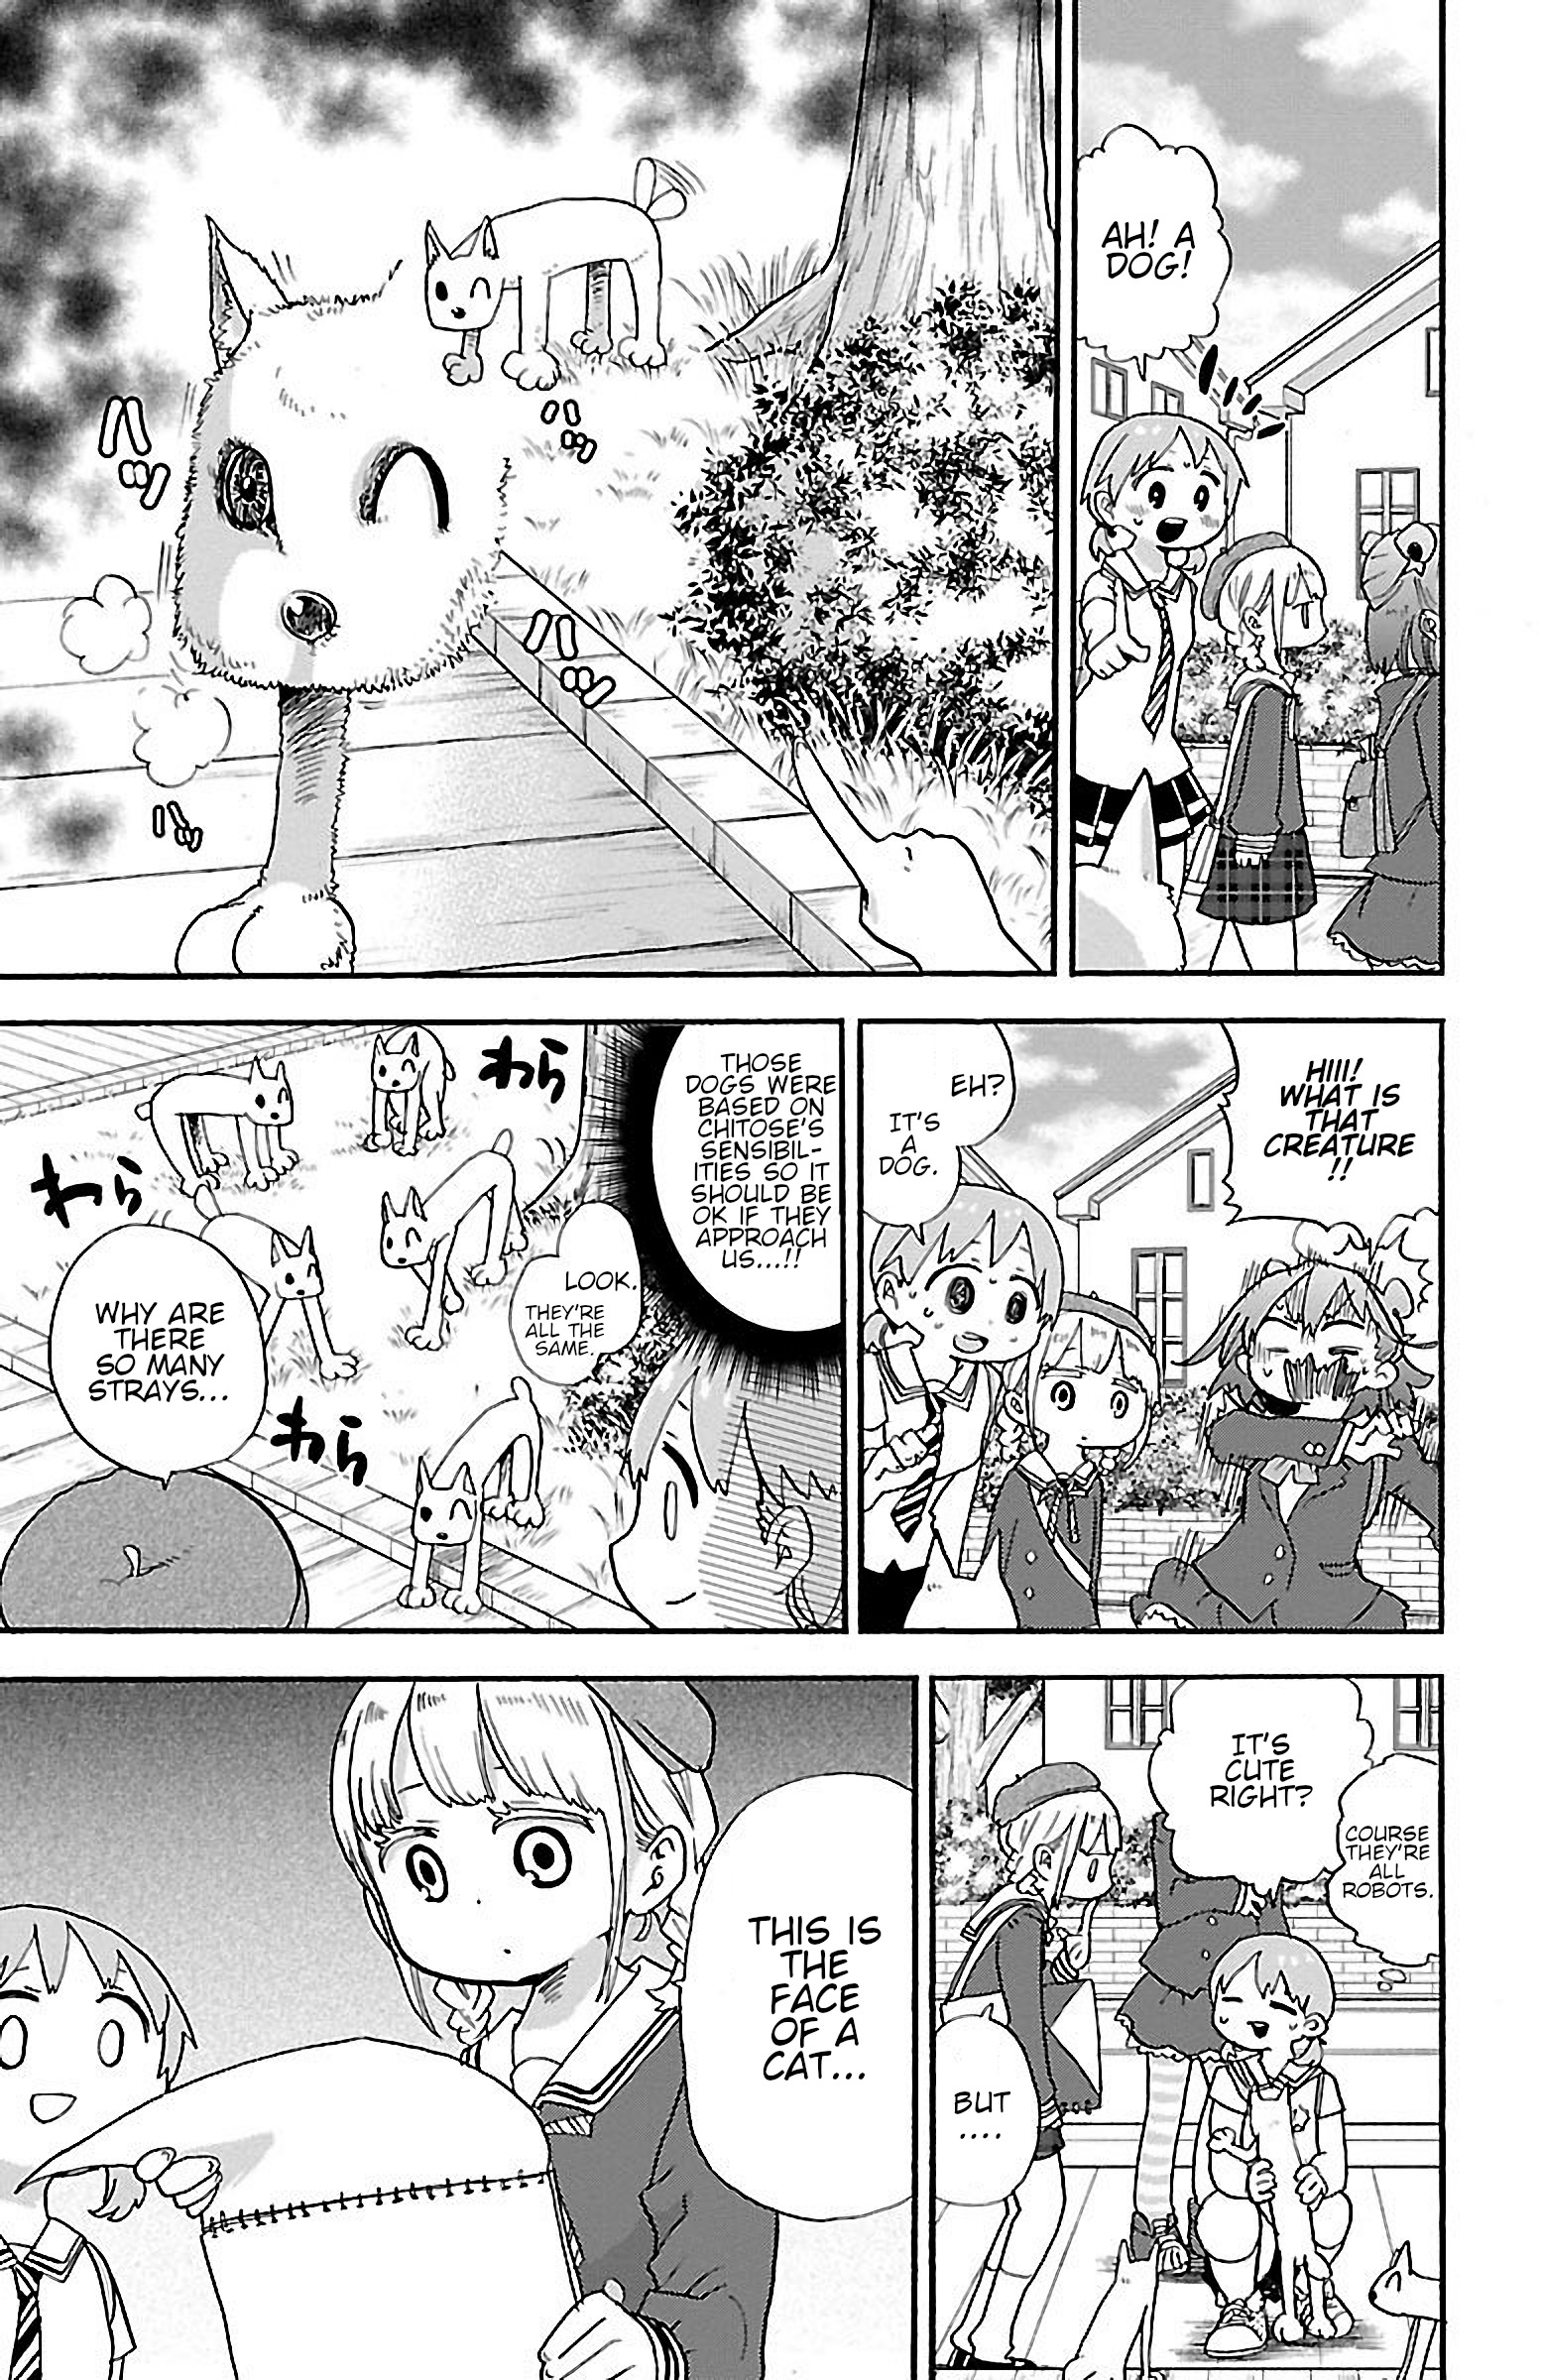 AH! A
DOG!
ハッ
ハッ
ハッ
ハッ
HIII!
WHAT IS
THAT
CREATURE
!!
EH?
IT'S
A
DOG.
THOSE
DOGS WERE
BASED ON
CHITOSE'S
SENSIBIL-
ITIES SO IT
SHOULD BE
OK IF THEY
APPROACH
US...!!
LOOK.
THEY'RE
ALL THE
SAME.
わら
わら
わら
WHY ARE
THERE
SO MANY
STRAYS...
IT'S
CUTE
RIGHT?
COURSE
THEY'RE
ALL
ROBOTS.
BUT
....
THIS IS
THE
FACE
OF A
CAT...